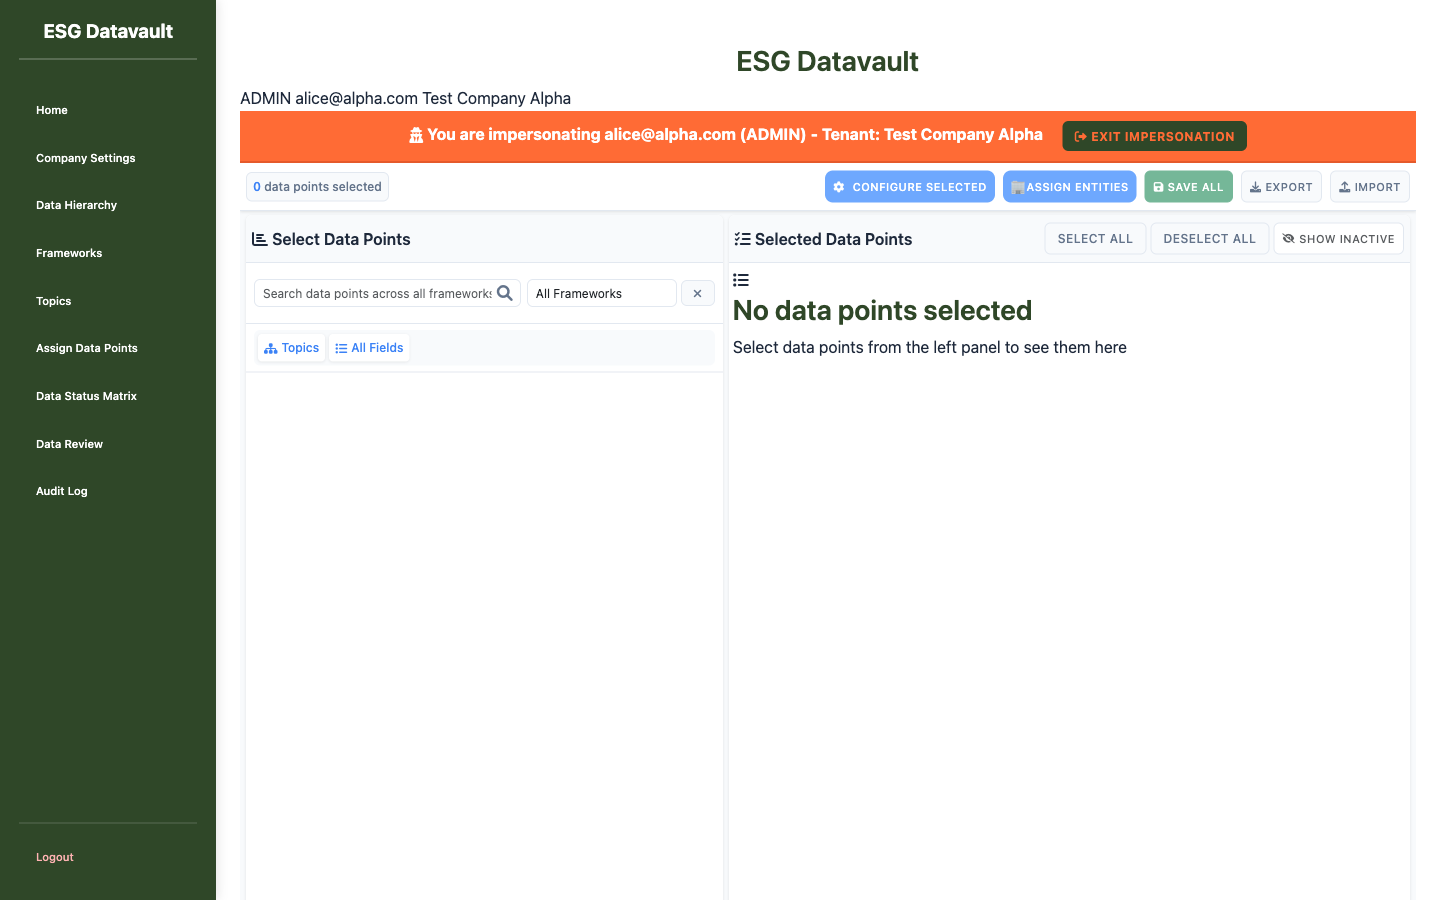 ESG Datavault
Home
Company Settings
Data Hierarchy
Frameworks
Topics
Assign Data Points
Data Status Matrix
Data Review
Audit Log
Logout
ESG Datavault
ADMIN alice@alpha.com Test Company Alpha
You are impersonating alice@alpha.com (ADMIN) - Tenant: Test Company Alpha
EXIT IMPERSONATION
0 data points selected
CONFIGURE SELECTED
ASSIGN ENTITIES
SAVE ALL
EXPORT
IMPORT
Select Data Points
Search data points across all frameworks
All Frameworks
Topics
All Fields
Selected Data Points
SELECT ALL
DESELECT ALL
SHOW INACTIVE
No data points selected
Select data points from the left panel to see them here